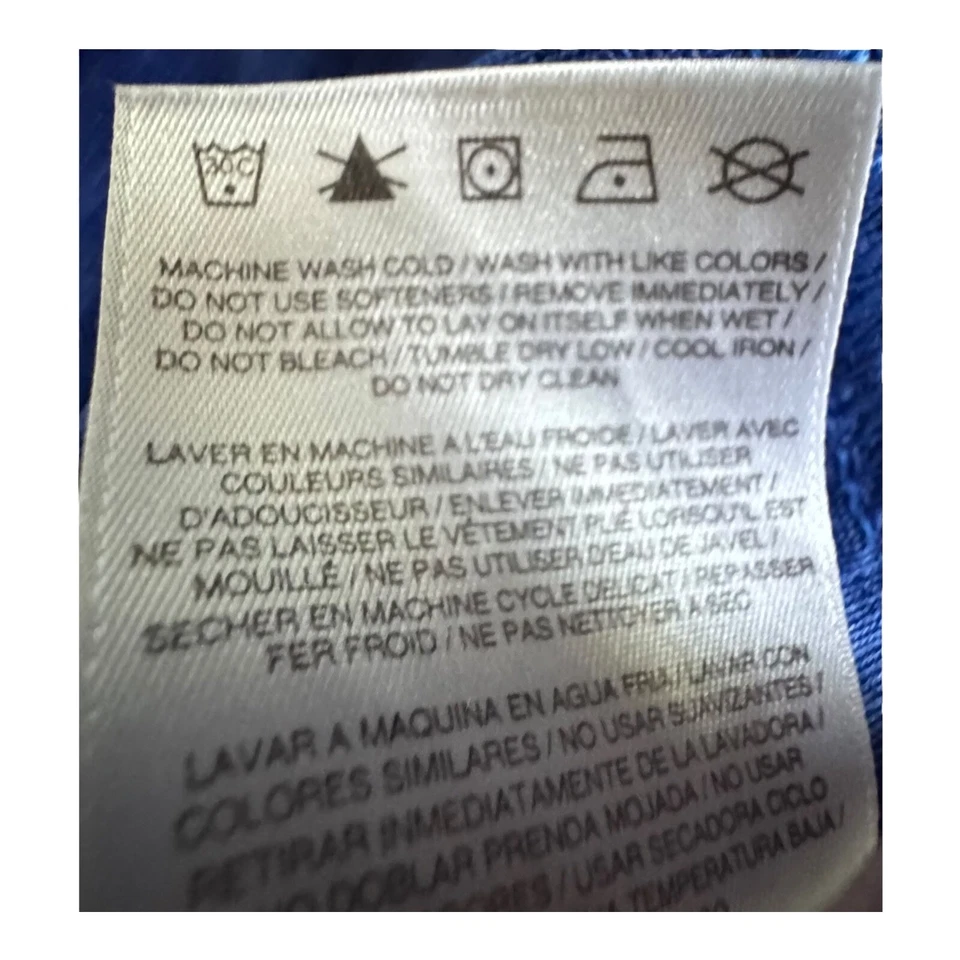 30C
MACHINE WASH COLD / WASH WITH LIKE COLORS /
DO NOT USE SOFTENERS / REMOVE IMMEDIATELY /
DO NOT ALLOW TO LAY ON ITSELF WHEN WET /
DO NOT BLEACH / TUMBLE DRY LOW / COOL IRON /
DO NOT DRY CLEAN
LAVER EN MACHINE A L'EAU FROIDE / LAVER AVEC
COULEURS SIMILAIRES / NE PAS UTILISER
D'ADOUCISSEUR / ENLEVER IMMEDIATEMENT /
NE PAS LAISSER LE VÊTEMENT PLIÉ LORSQU'IL EST
MOUILLÉ / NE PAS UTILISER D'EAU DE JAVEL /
SECHER EN MACHINE CYCLE DELICAT / REPASSER
FER FROID / NE PAS NETTOYER A SEC
LAVAR A MAQUINA EN AGUA FRIA / LAVAR CON
COLORES SIMILARES / NO USAR SUAVIZANTES /
RETIRAR INMEDIATAMENTE DE LA LAVADORA /
NO DOBLAR PRENDA MOJADA / NO USAR
/ USAR SECADORA CICLO
TEMPERATURA BAJA /